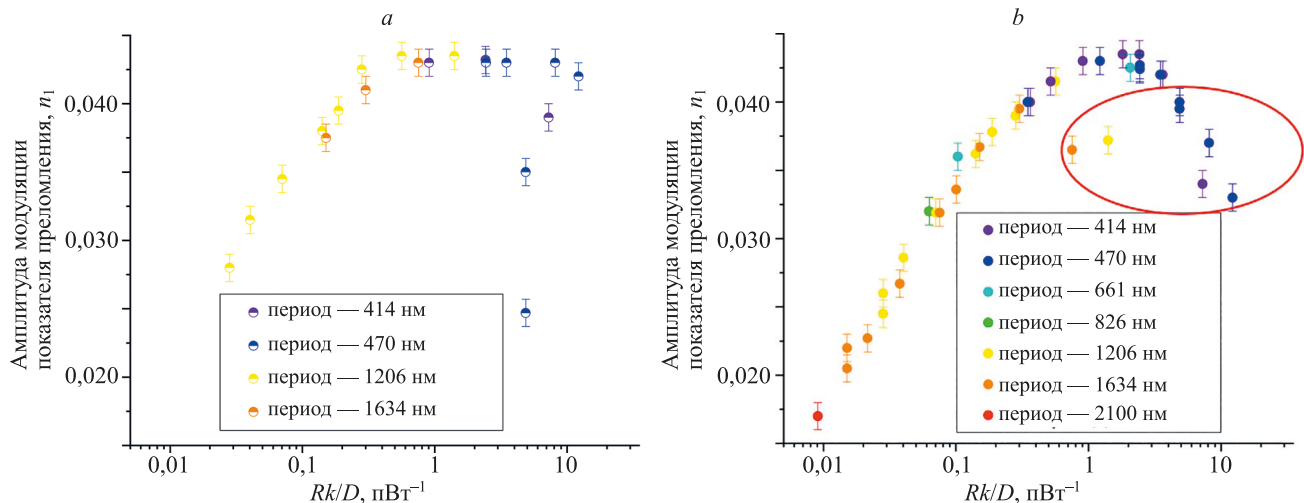 a
Амплитуда модуляции
показателя преломления, n₁
0,040
0,030
0,020
период — 414 нм
период — 470 нм
период — 1206 нм
период — 1634 нм
0,01 0,1 1 10
Rk/D, пВт⁻¹
b
Амплитуда модуляции
показателя преломления, n₁
0,040
0,030
0,020
период — 414 нм
период — 470 нм
период — 661 нм
период — 826 нм
период — 1206 нм
период — 1634 нм
период — 2100 нм
0,01 0,1 1 10
Rk/D, пВт⁻¹